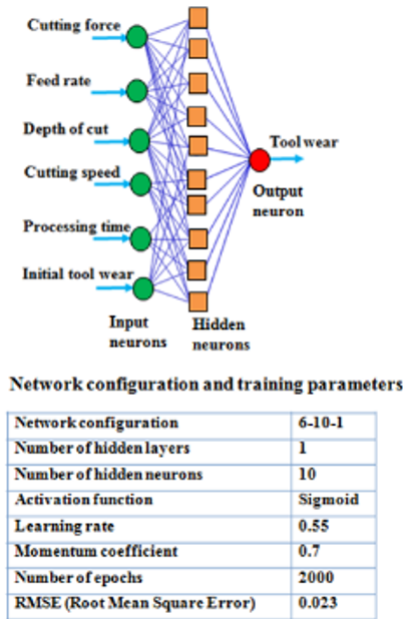 Cutting force
Feed rate
Depth of cut
Cutting speed
Processing time
Initial tool wear
Tool wear
Output
neuron
Input
neurons
Hidden
neurons
Network configuration and training parameters
Network configuration 6-10-1
Number of hidden layers 1
Number of hidden neurons 10
Activation function Sigmoid
Learning rate 0.55
Momentum coefficient 0.7
Number of epochs 2000
RMSE (Root Mean Square Error) 0.023